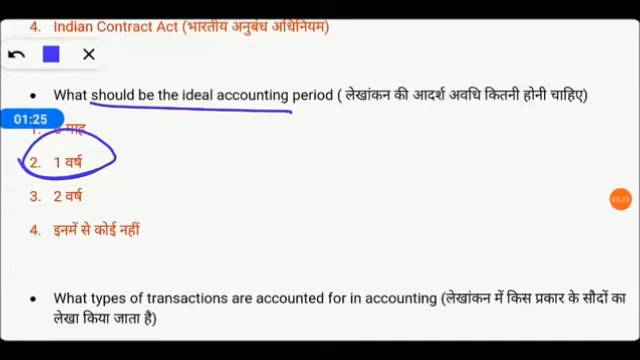 4. Indian Contract Act (भारतीय अनुबंध अधिनियम)
• What should be the ideal accounting period ( लेखांकन की आदर्श अवधि कितनी होनी चाहिए)
01:25
माह
2. 1 वर्ष
3. 2 वर्ष
01:23
4. इनमें से कोई नहीं
• What types of transactions are accounted for in accounting (लेखांकन में किस प्रकार के सौदों का
लेखा किया जाता है)